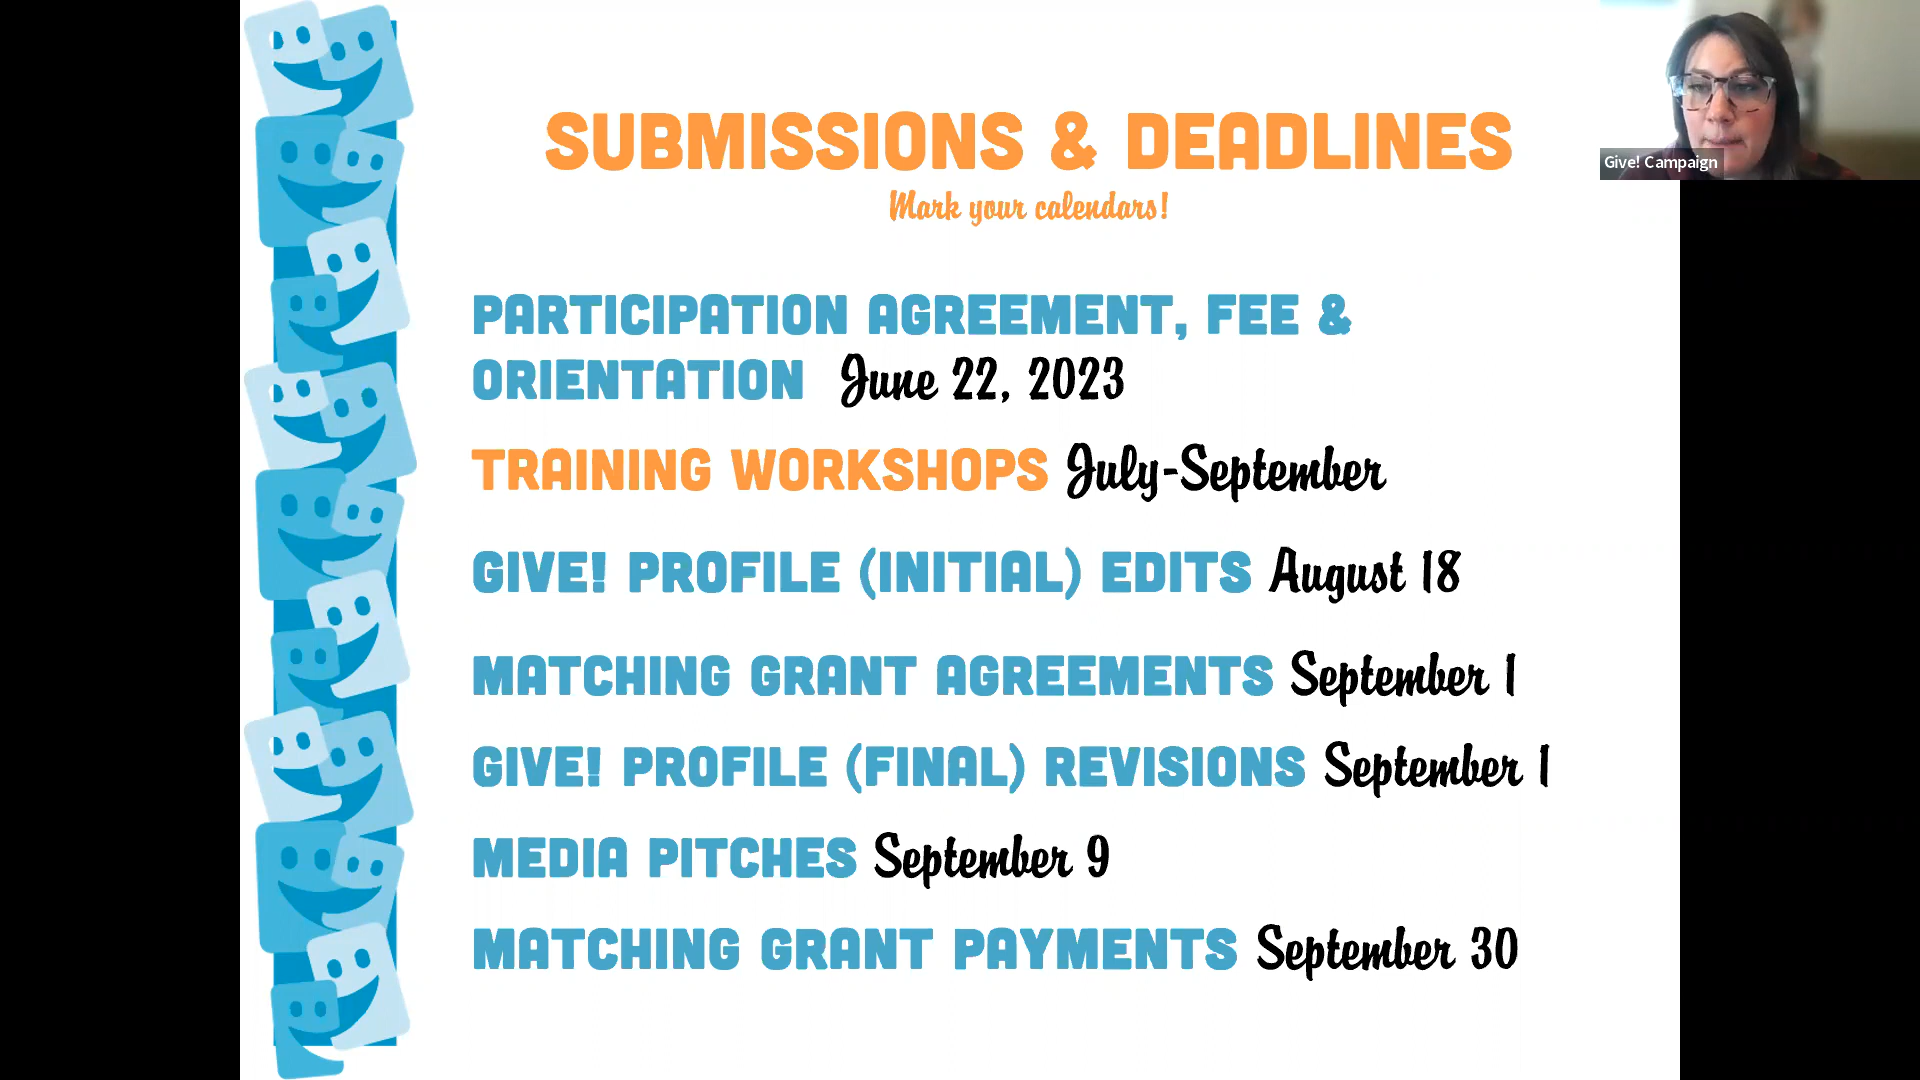 SUBMISSIONS & DEADLINES
Mark your calendars!
Give! Campaign
PARTICIPATION AGREEMENT, FEE &
ORIENTATION June 22, 2023
TRAINING WORKSHOPS July-September
GIVE! PROFILE (INITIAL) EDITS August 18
MATCHING GRANT AGREEMENTS September 1
GIVE! PROFILE (FINAL) REVISIONS September 1
MEDIA PITCHES September 9
MATCHING GRANT PAYMENTS September 30